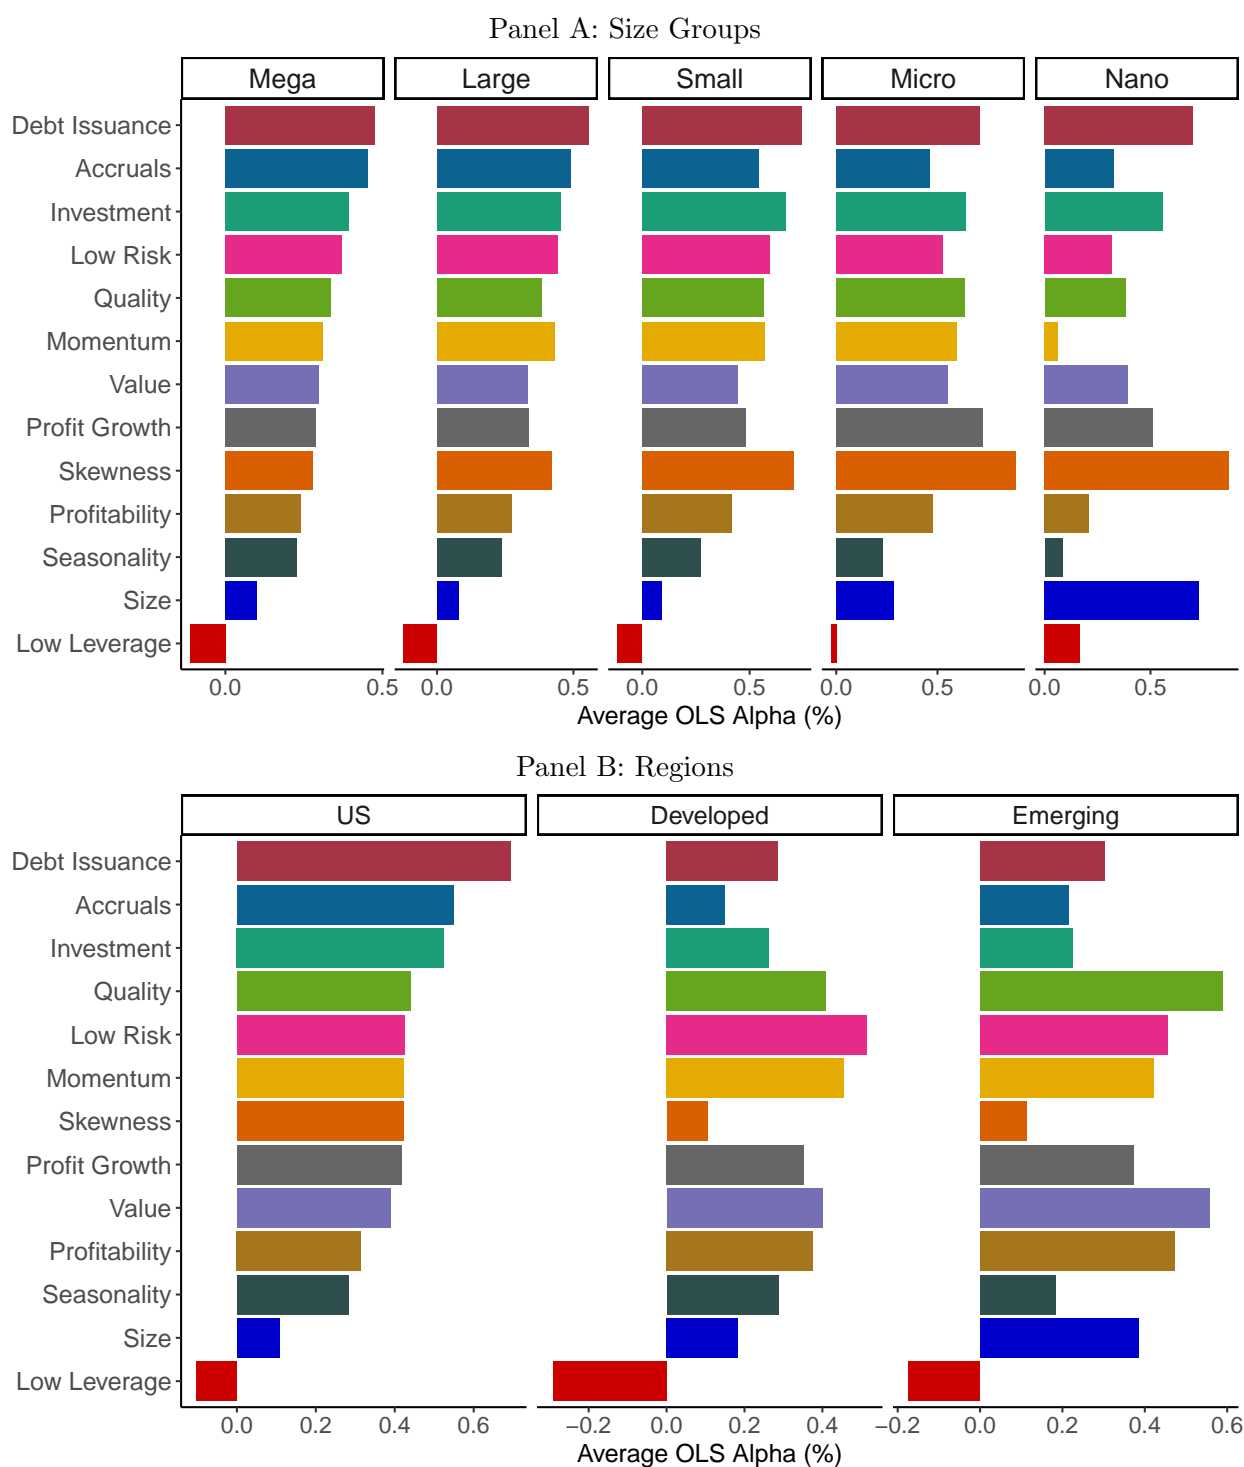 Panel A: Size Groups
Mega Large Small Micro Nano
Debt Issuance
Accruals
Investment
Low Risk
Quality
Momentum
Value
Profit Growth
Skewness
Profitability
Seasonality
Size
Low Leverage
0.0 0.5 0.0 0.5 0.0 0.5 0.0 0.5 0.0 0.5
Average OLS Alpha (%)
Panel B: Regions
US Developed Emerging
Debt Issuance
Accruals
Investment
Quality
Low Risk
Momentum
Skewness
Profit Growth
Value
Profitability
Seasonality
Size
Low Leverage
0.0 0.2 0.4 0.6 −0.2 0.0 0.2 0.4 −0.2 0.0 0.2 0.4 0.6
Average OLS Alpha (%)